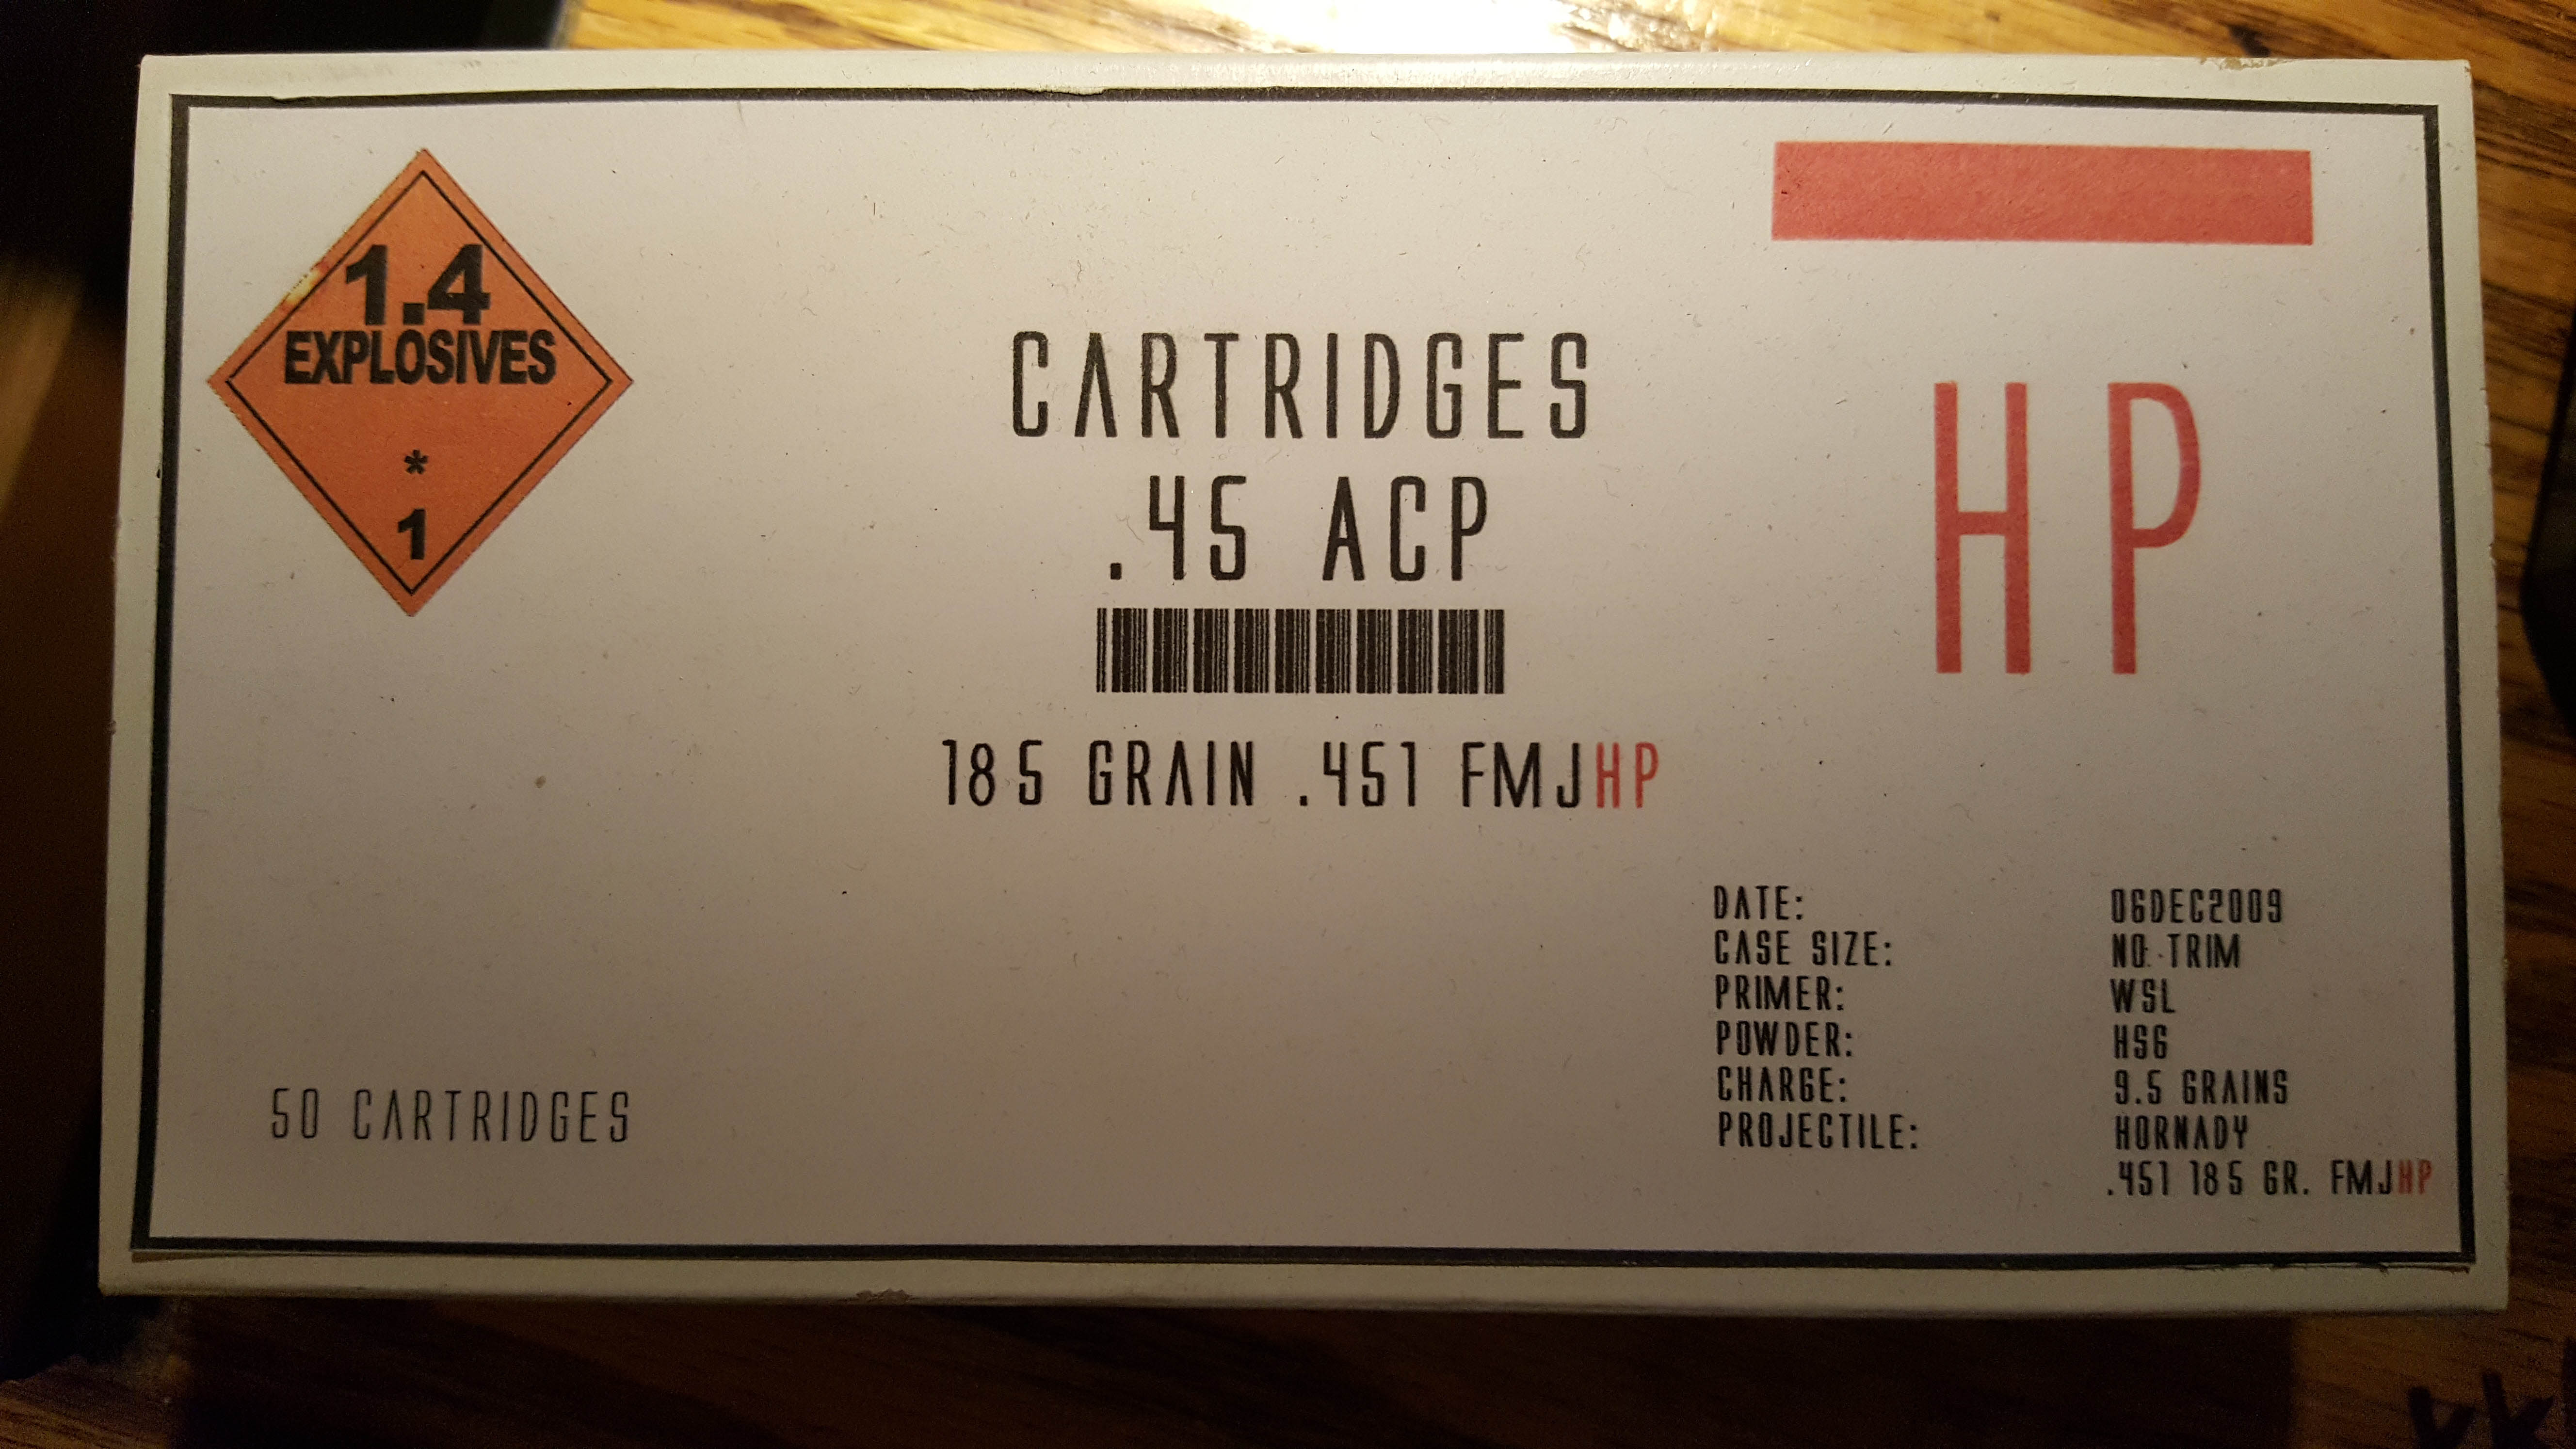 1.4
EXPLOSIVES
*
1
CARTRIDGES
.45 ACP
185 GRAIN .451 FMJHP
HP
50 CARTRIDGES
DATE: 06DEC2009
CASE SIZE: NO TRIM
PRIMER: WSL
POWDER: HS6
CHARGE: 9.5 GRAINS
PROJECTILE: HORNADY
.451 185 GR. FMJHP